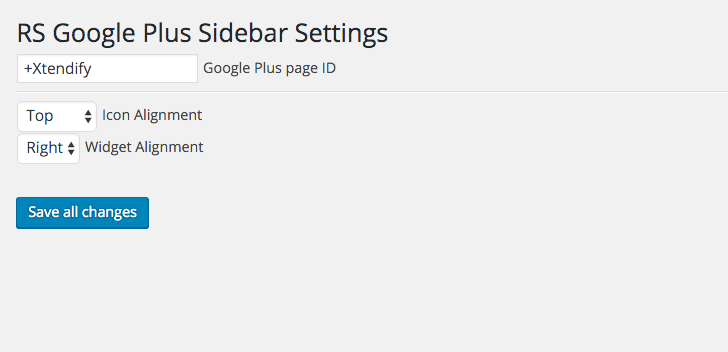 RS Google Plus Sidebar Settings
+Xtendify Google Plus page ID
Top Icon Alignment
Right Widget Alignment
Save all changes